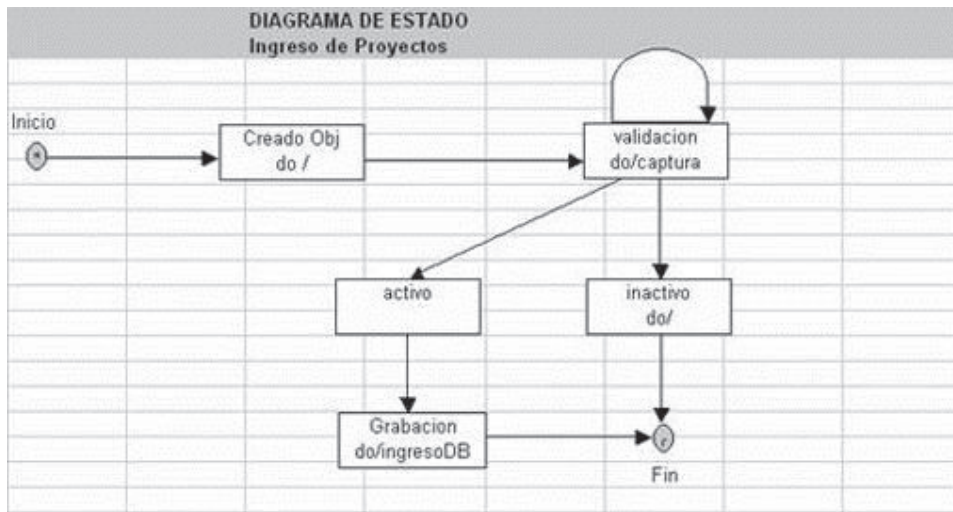 DIAGRAMA DE ESTADO
Ingreso de Proyectos
Inicio
Creado Obj
do /
validacion
do/captura
activo
inactivo
do/
Grabacion
do/ingresoDB
Fin